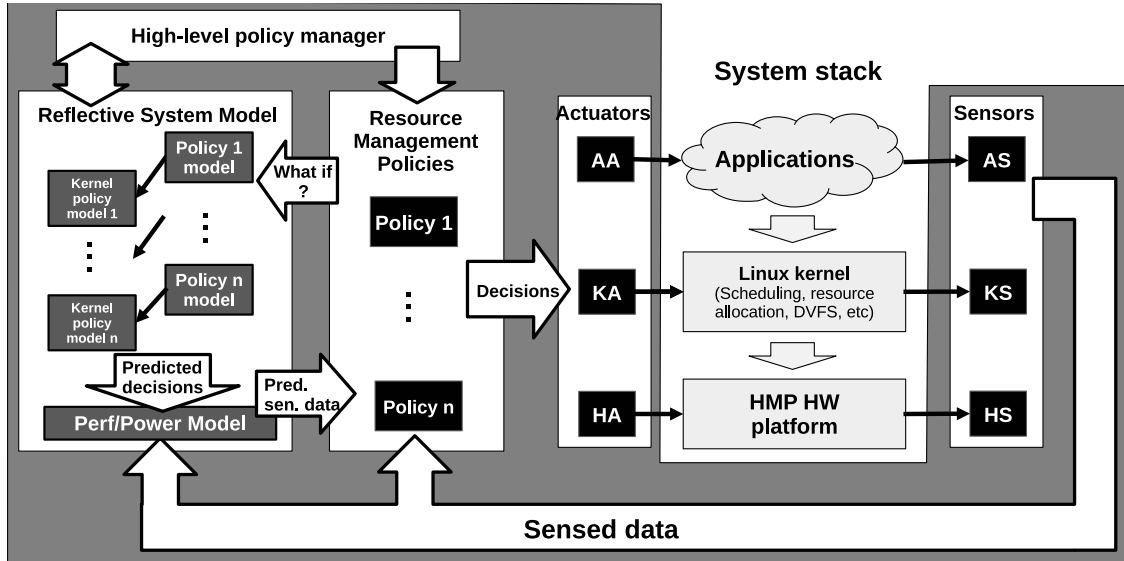 High-level policy manager
System stack
Reflective System Model
Policy 1
model
Kernel
policy
model 1
Policy n
model
Kernel
policy
model n
Predicted
decisions
Perf/Power Model
What if
?
Pred.
sen. data
Resource
Management
Policies
Policy 1
Policy n
Decisions
Actuators
AA
KA
HA
Applications
Linux kernel
(Scheduling, resource
allocation, DVFS, etc)
HMP HW
platform
Sensors
AS
KS
HS
Sensed data